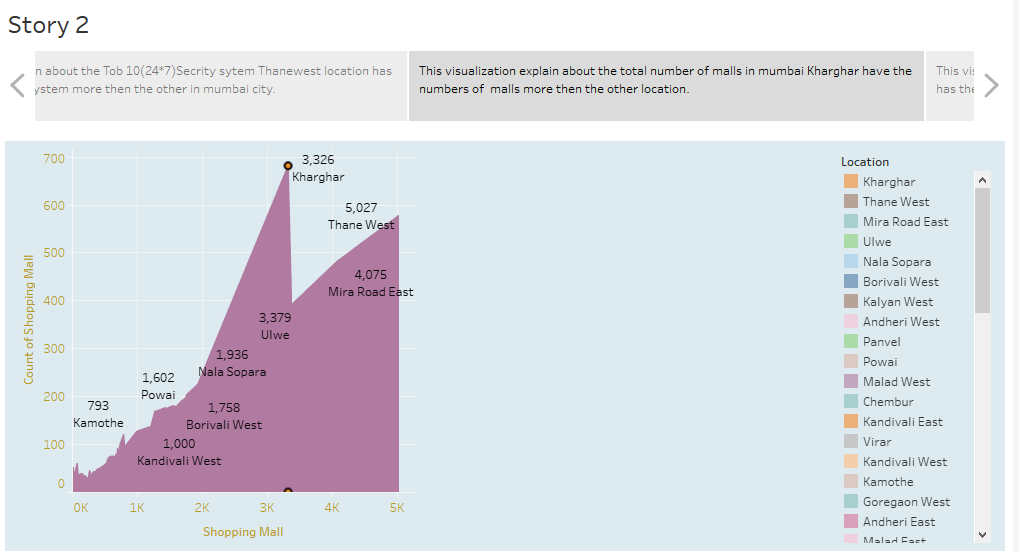 Story 2
n about the Tob 10(24*7)Secrity sytem Thanewest location has
ystem more then the other in mumbai city.
This visualization explain about the total number of malls in mumbai Kharghar have the
numbers of malls more then the other location.
This vi
has the
700
600
500
400
300
200
100
0
Count of Shopping Mall
3,326
Kharghar
5,027
Thane West
4,075
Mira Road East
3,379
Ulwe
1,936
Nala Sopara
1,602
Powai
793
Kamothe
1,758
Borivali West
1,000
Kandivali West
0K 1K 2K 3K 4K 5K
Shopping Mall
Location
Kharghar
Thane West
Mira Road East
Ulwe
Nala Sopara
Borivali West
Kalyan West
Andheri West
Panvel
Powai
Malad West
Chembur
Kandivali East
Virar
Kandivali West
Kamothe
Goregaon West
Andheri East
Malad East